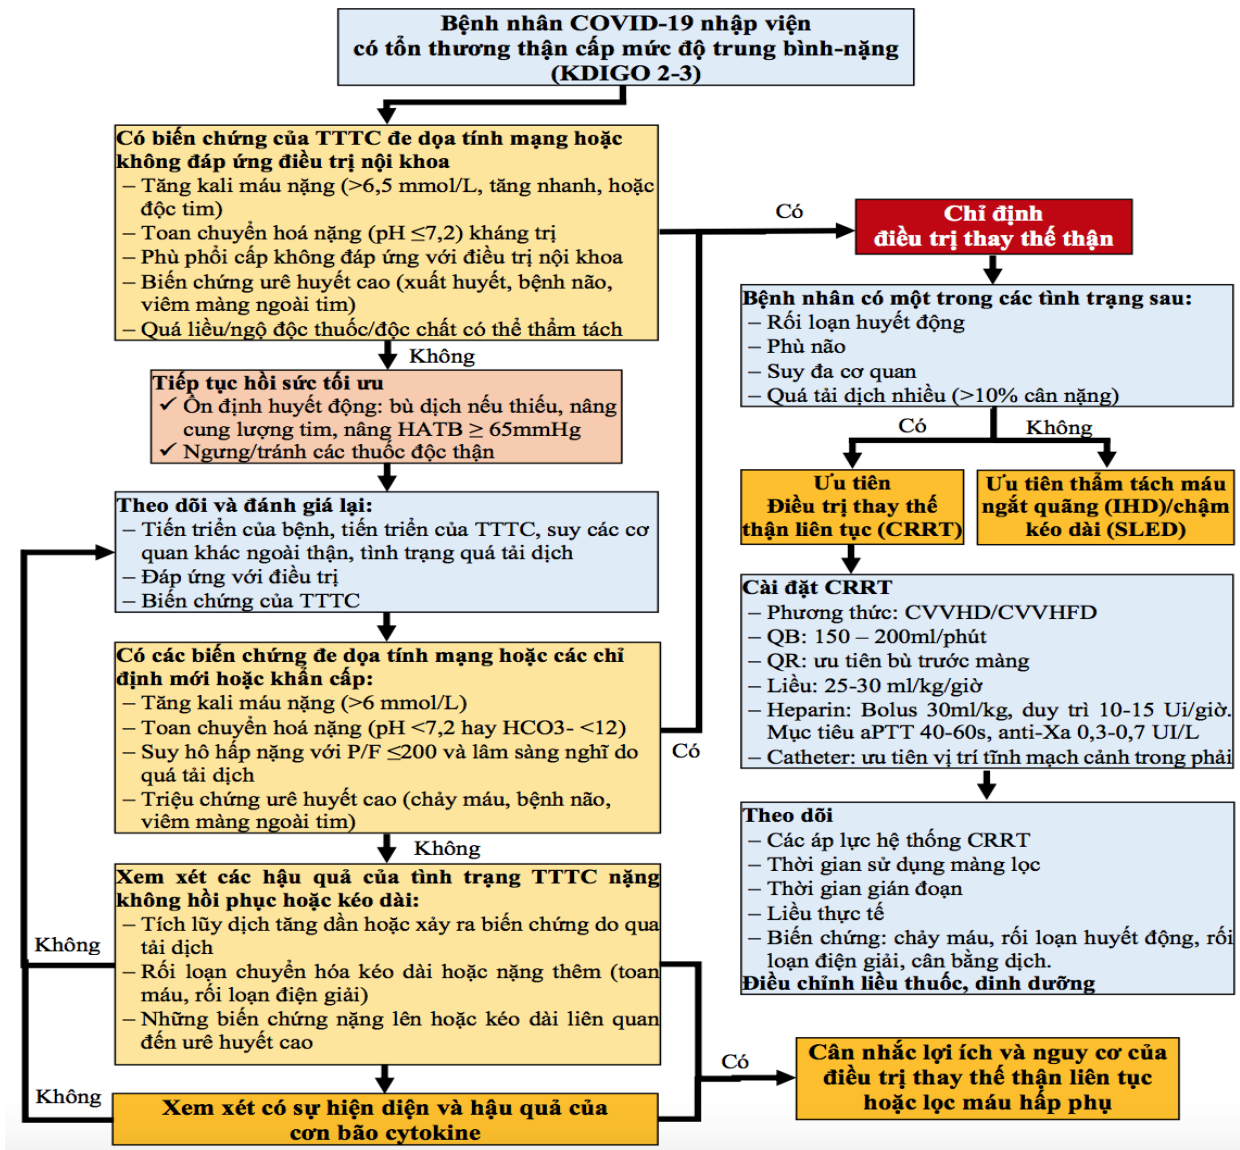 Bệnh nhân COVID-19 nhập viện
có tổn thương thận cấp mức độ trung bình-nặng
(KDIGO 2-3)
Có biến chứng của TTTC đe dọa tính mạng hoặc
không đáp ứng điều trị nội khoa
– Tăng kali máu nặng (>6,5 mmol/L, tăng nhanh, hoặc
độc tim)
– Toan chuyển hoá nặng (pH ≤7,2) kháng trị
– Phù phổi cấp không đáp ứng với điều trị nội khoa
– Biến chứng urê huyết cao (xuất huyết, bệnh não,
viêm màng ngoài tim)
– Quá liều/ngộ độc thuốc/độc chất có thể thẩm tách
Không
Tiếp tục hồi sức tối ưu
✓ Ổn định huyết động: bù dịch nếu thiếu, nâng
cung lượng tim, nâng HATB ≥ 65mmHg
✓ Ngưng/tránh các thuốc độc thận
Theo dõi và đánh giá lại:
– Tiến triển của bệnh, tiến triển của TTTC, suy các cơ
quan khác ngoài thận, tình trạng quá tải dịch
– Đáp ứng với điều trị
– Biến chứng của TTTC
Có các biến chứng đe dọa tính mạng hoặc các chỉ
định mới hoặc khẩn cấp:
– Tăng kali máu nặng (>6 mmol/L)
– Toan chuyển hoá nặng (pH <7,2 hay HCO3- <12)
– Suy hô hấp nặng với P/F ≤200 và lâm sàng nghĩ do
quá tải dịch
– Triệu chứng urê huyết cao (chảy máu, bệnh não,
viêm màng ngoài tim)
Có
Không
Xem xét các hậu quả của tình trạng TTTC nặng
không hồi phục hoặc kéo dài:
– Tích lũy dịch tăng dần hoặc xảy ra biến chứng do qua
tải dịch
– Rối loạn chuyển hóa kéo dài hoặc nặng thêm (toan
máu, rối loạn điện giải)
– Những biến chứng nặng lên hoặc kéo dài liên quan
đến urê huyết cao
Không
Không
Xem xét có sự hiện diện và hậu quả của
cơn bão cytokine
Có
Chỉ định
điều trị thay thế thận
Bệnh nhân có một trong các tình trạng sau:
– Rối loạn huyết động
– Phù não
– Suy đa cơ quan
– Quá tải dịch nhiều (>10% cân nặng)
Có
Không
Ưu tiên
Điều trị thay thế
thận liên tục (CRRT)
Ưu tiên thẩm tách máu
ngắt quãng (IHD)/chậm
kéo dài (SLED)
Cài đặt CRRT
– Phương thức: CVVHD/CVVHFD
– QB: 150 – 200ml/phút
– QR: ưu tiên bù trước màng
– Liều: 25-30 ml/kg/giờ
– Heparin: Bolus 30ml/kg, duy trì 10-15 Ui/giờ.
Mục tiêu aPTT 40-60s, anti-Xa 0,3-0,7 UI/L
– Catheter: ưu tiên vị trí tĩnh mạch cảnh trong phải
Theo dõi
– Các áp lực hệ thống CRRT
– Thời gian sử dụng màng lọc
– Thời gian gián đoạn
– Liều thực tế
– Biến chứng: chảy máu, rối loạn huyết động, rối
loạn điện giải, cân bằng dịch.
Điều chỉnh liều thuốc, dinh dưỡng
Có
Cân nhắc lợi ích và nguy cơ của
điều trị thay thế thận liên tục
hoặc lọc máu hấp phụ